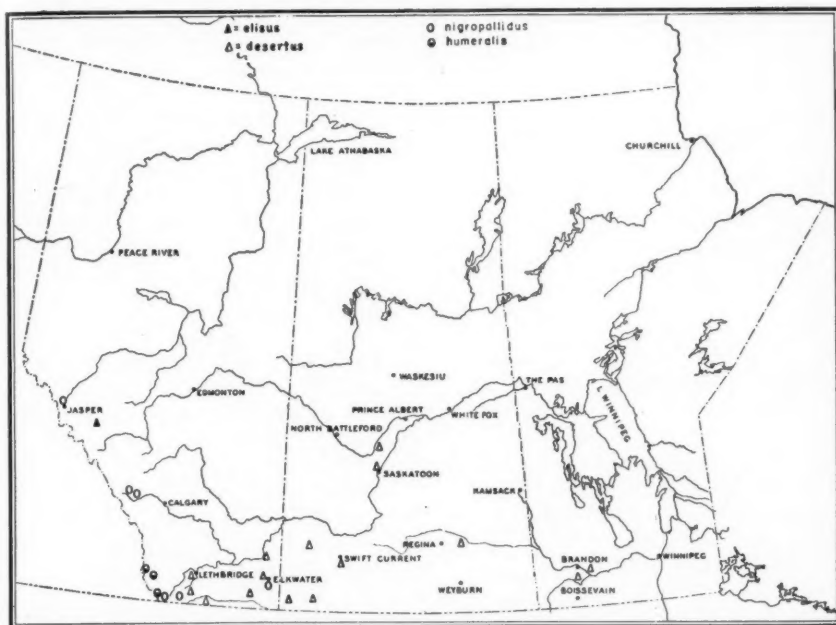 ▲= elisus
△= desertus
nigropallidus
humeralis
LAKE ATHABASKA
CHURCHILL
PEACE RIVER
WASKESIU
THE PAS
EDMONTON
JASPER
PRINCE ALBERT
WHITE FOX
L. WINNIPEG
NORTH BATTLEFORD
SASKATOON
KAMSACK
CALGARY
REGINA
SWIFT CURRENT
BRANDON
WINNIPEG
LETHBRIDGE
ELKWATER
WEYBURN
BOISSEVAIN